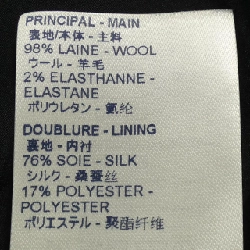 PRINCIPAL - MAIN
裏地/本体 - 主料
98% LAINE - WOOL
ウール - 羊毛
2% ELASTHANNE -
ELASTANE
ポリウレタン - 氨纶
DOUBLURE - LINING
裏地 - 内衬
76% SOIE - SILK
シルク - 桑蚕丝
17% POLYESTER -
POLYESTER
ポリエステル - 聚酯纤维